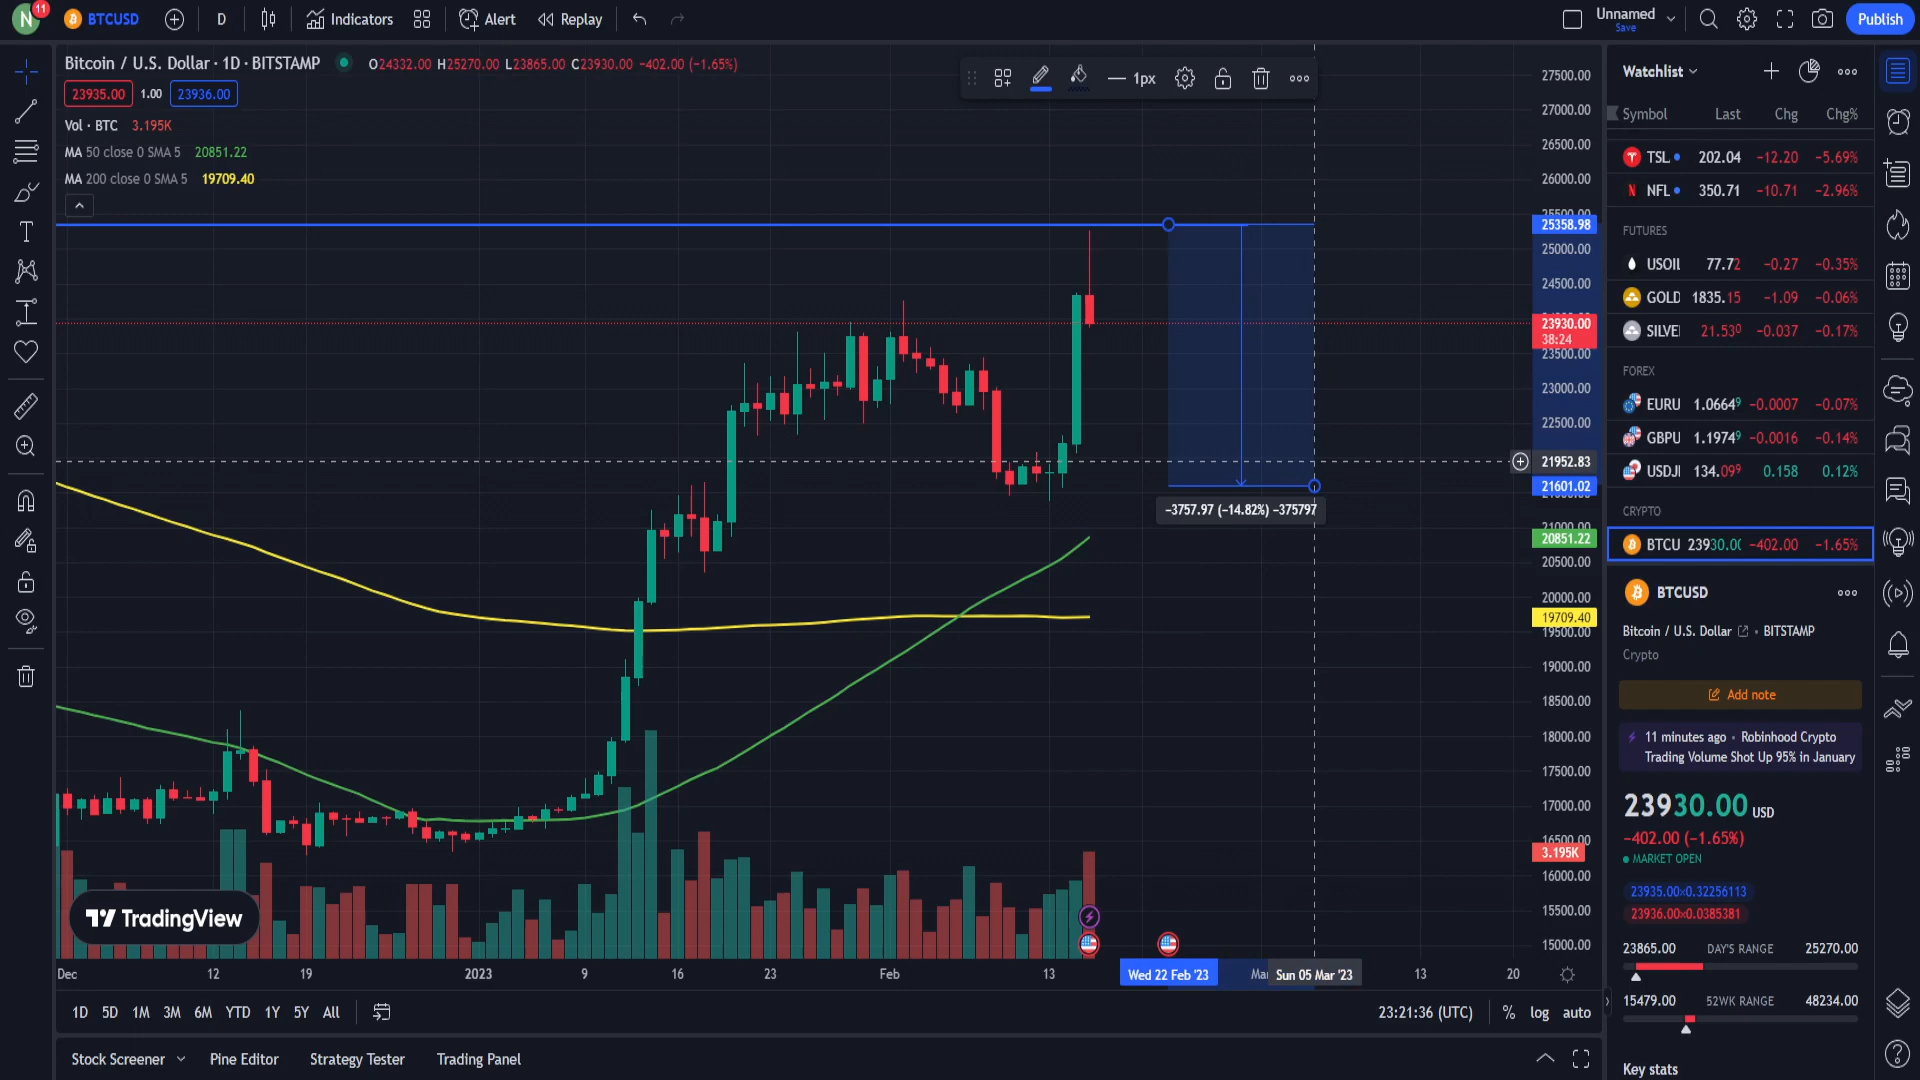 N 11 BTCUSD D Indicators Alert Replay Unnamed Save Publish
Bitcoin / U.S. Dollar · 1D · BITSTAMP O24332.00 H25270.00 L23865.00 C23930.00 −402.00 (−1.65%)
23935.00 1.00 23936.00
Vol · BTC 3.195K
MA 50 close 0 SMA 5 20851.22
MA 200 close 0 SMA 5 19709.40
1px
27500.00
27000.00
26500.00
26000.00
25500.00
25358.98
25000.00
24500.00
23930.00
38:24
23500.00
23000.00
22500.00
21952.83
21601.02
21000.00
20851.22
20500.00
20000.00
19709.40
19500.00
19000.00
18500.00
18000.00
17500.00
17000.00
16500.00
3.195K
16000.00
15500.00
15000.00
−3757.97 (−14.82%) −375797
TradingView
Dec 12 19 2023 9 16 23 Feb 13 Wed 22 Feb '23 Sun 05 Mar '23 13 20
1D 5D 1M 3M 6M YTD 1Y 5Y All 23:21:36 (UTC) % log auto
Stock Screener Pine Editor Strategy Tester Trading Panel
Watchlist
Symbol Last Chg Chg%
TSL 202.04 −12.20 −5.69%
NFL 350.71 −10.71 −2.96%
FUTURES
USOI 77.72 −0.27 −0.35%
GOLD 1835.15 −1.09 −0.06%
SILVE 21.530 −0.037 −0.17%
FOREX
EURU 1.06649 −0.0007 −0.07%
GBPU 1.19749 −0.0016 −0.14%
USDJ 134.099 0.158 0.12%
CRYPTO
BTCU 23930.0 −402.00 −1.65%
BTCUSD
Bitcoin / U.S. Dollar • BITSTAMP
Crypto
Add note
11 minutes ago • Robinhood Crypto
Trading Volume Shot Up 95% in January
23930.00 USD
−402.00 (−1.65%)
MARKET OPEN
23935.00×0.32256113
23936.00×0.0385381
23865.00 DAY'S RANGE 25270.00
15479.00 52WK RANGE 48234.00
Key stats